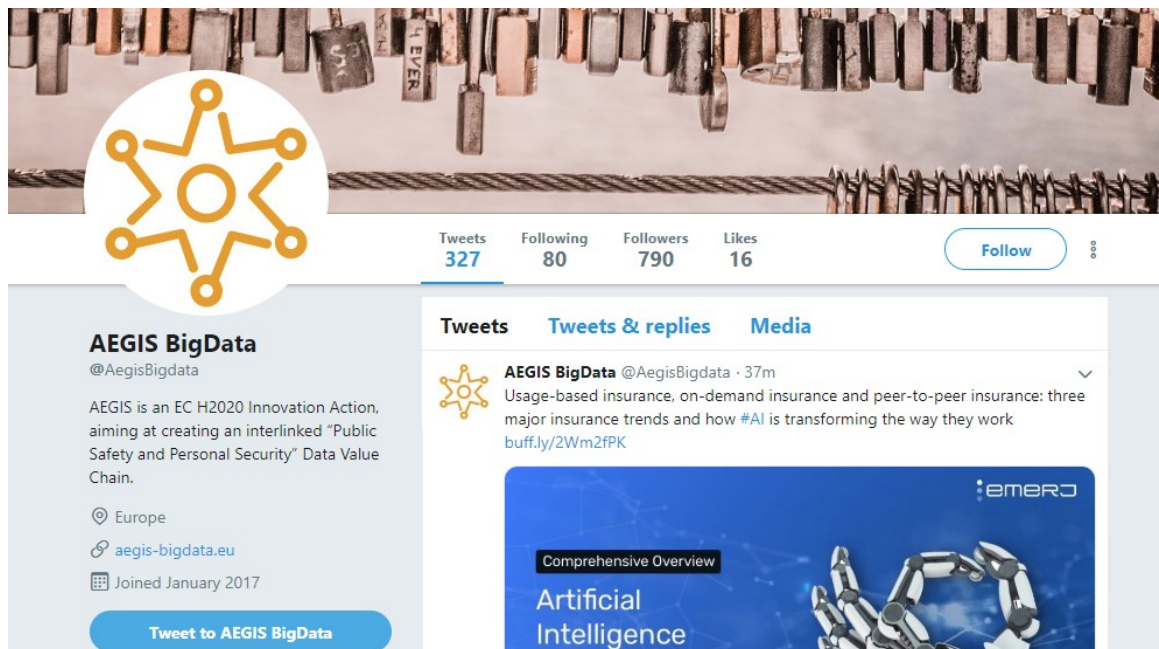 4 EVER
Tweets
327
Following
80
Followers
790
Likes
16
Follow
AEGIS BigData
@AegisBigdata
AEGIS is an EC H2020 Innovation Action,
aiming at creating an interlinked “Public
Safety and Personal Security” Data Value
Chain.
Europe
aegis-bigdata.eu
Joined January 2017
Tweet to AEGIS BigData
Tweets
Tweets & replies
Media
AEGIS BigData @AegisBigdata · 37m
Usage-based insurance, on-demand insurance and peer-to-peer insurance: three
major insurance trends and how #AI is transforming the way they work
buff.ly/2Wm2fPK
emerj
Comprehensive Overview
Artificial
Intelligence